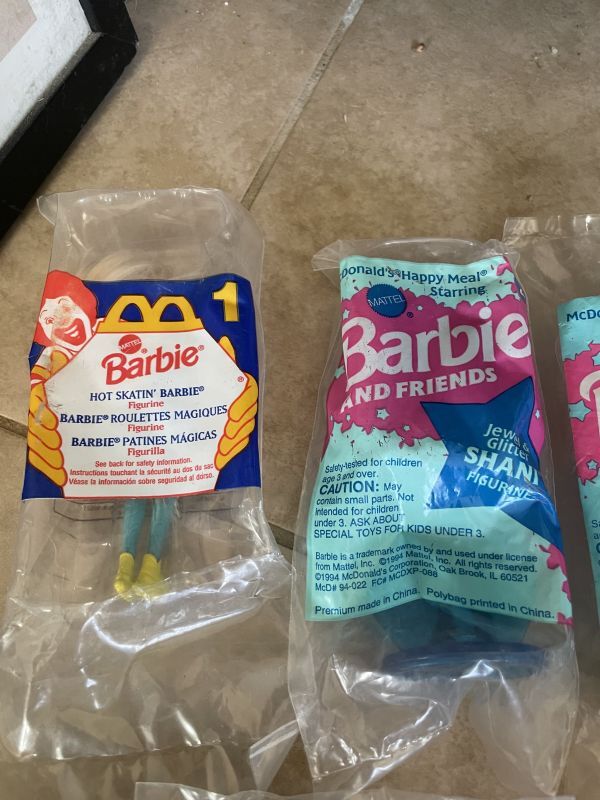 1
MATTEL
Barbie®
®
HOT SKATIN' BARBIE®
Figurine
BARBIE® ROULETTES MAGIQUES
Figurine
BARBIE® PATINES MÁGICAS
Figurilla
See back for safety information.
Instructions touchant la sécurité au dos du sac
Véase la información sobre seguridad al dorso.
Donald's® Happy Meal®
Starring
MATTEL
®
Barbie
AND FRIENDS
Jewel &
Glitter
SHANI
FIGURINE
Safety-tested for children
age 3 and over.
CAUTION: May
contain small parts. Not
intended for children
under 3. ASK ABOUT
SPECIAL TOYS FOR KIDS UNDER 3.
Barbie is a trademark owned by and used under license
from Mattel, Inc. ©1994 Mattel, Inc. All rights reserved.
©1994 McDonald's Corporation, Oak Brook, IL 60521
McD# 94-022 FC# MCDXP-068
Premium made in China. Polybag printed in China.
McDo